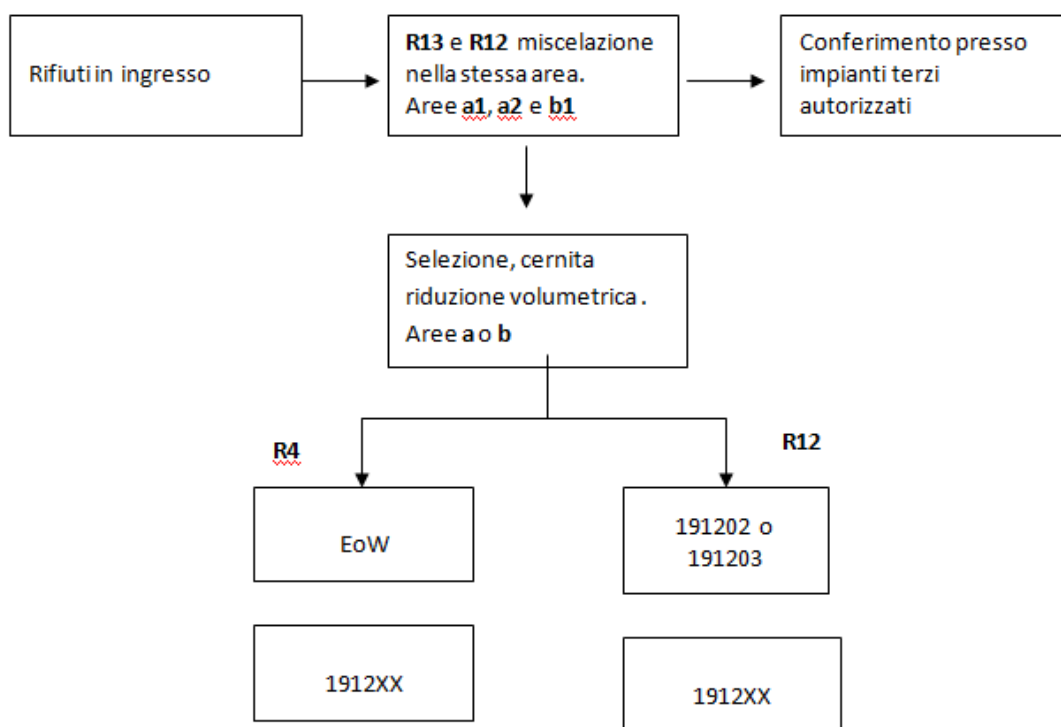 Rifiuti in ingresso
R13 e R12 miscelazione
nella stessa area.
Aree a1, a2 e b1
Conferimento presso
impianti terzi
autorizzati
Selezione, cernita
riduzione volumetrica .
Aree a o b
R4
R12
EoW
191202 o
191203
1912XX
1912XX